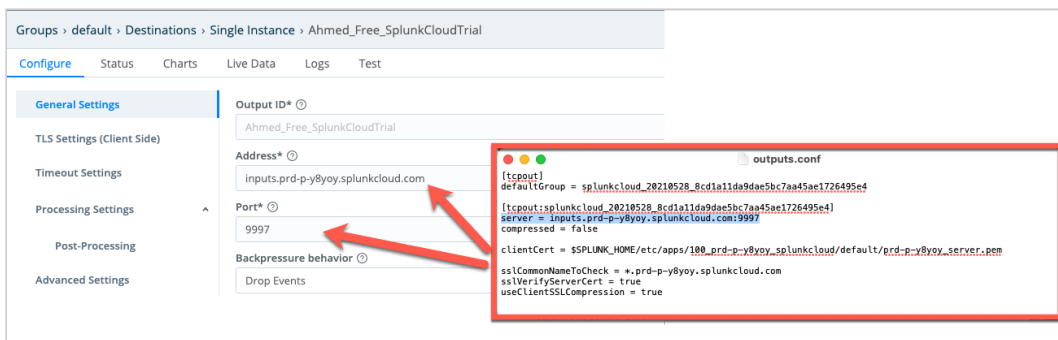 Groups › default › Destinations › Single Instance › Ahmed_Free_SplunkCloudTrial
Configure Status Charts Live Data Logs Test
General Settings
TLS Settings (Client Side)
Timeout Settings
Processing Settings
Post-Processing
Advanced Settings
Output ID*
Ahmed_Free_SplunkCloudTrial
Address*
inputs.prd-p-y8yoy.splunkcloud.com
Port*
9997
Backpressure behavior
Drop Events
outputs.conf
[tcpout]
defaultGroup = splunkcloud_20210528_8cd1a11da9dae5bc7aa45ae1726495e4
[tcpout:splunkcloud_20210528_8cd1a11da9dae5bc7aa45ae1726495e4]
server = inputs.prd-p-y8yoy.splunkcloud.com:9997
compressed = false
clientCert = $SPLUNK_HOME/etc/apps/100_prd-p-y8yoy_splunkcloud/default/prd-p-y8yoy_server.pem
sslCommonNameToCheck = *.prd-p-y8yoy.splunkcloud.com
sslVerifyServerCert = true
useClientSSLCompression = true